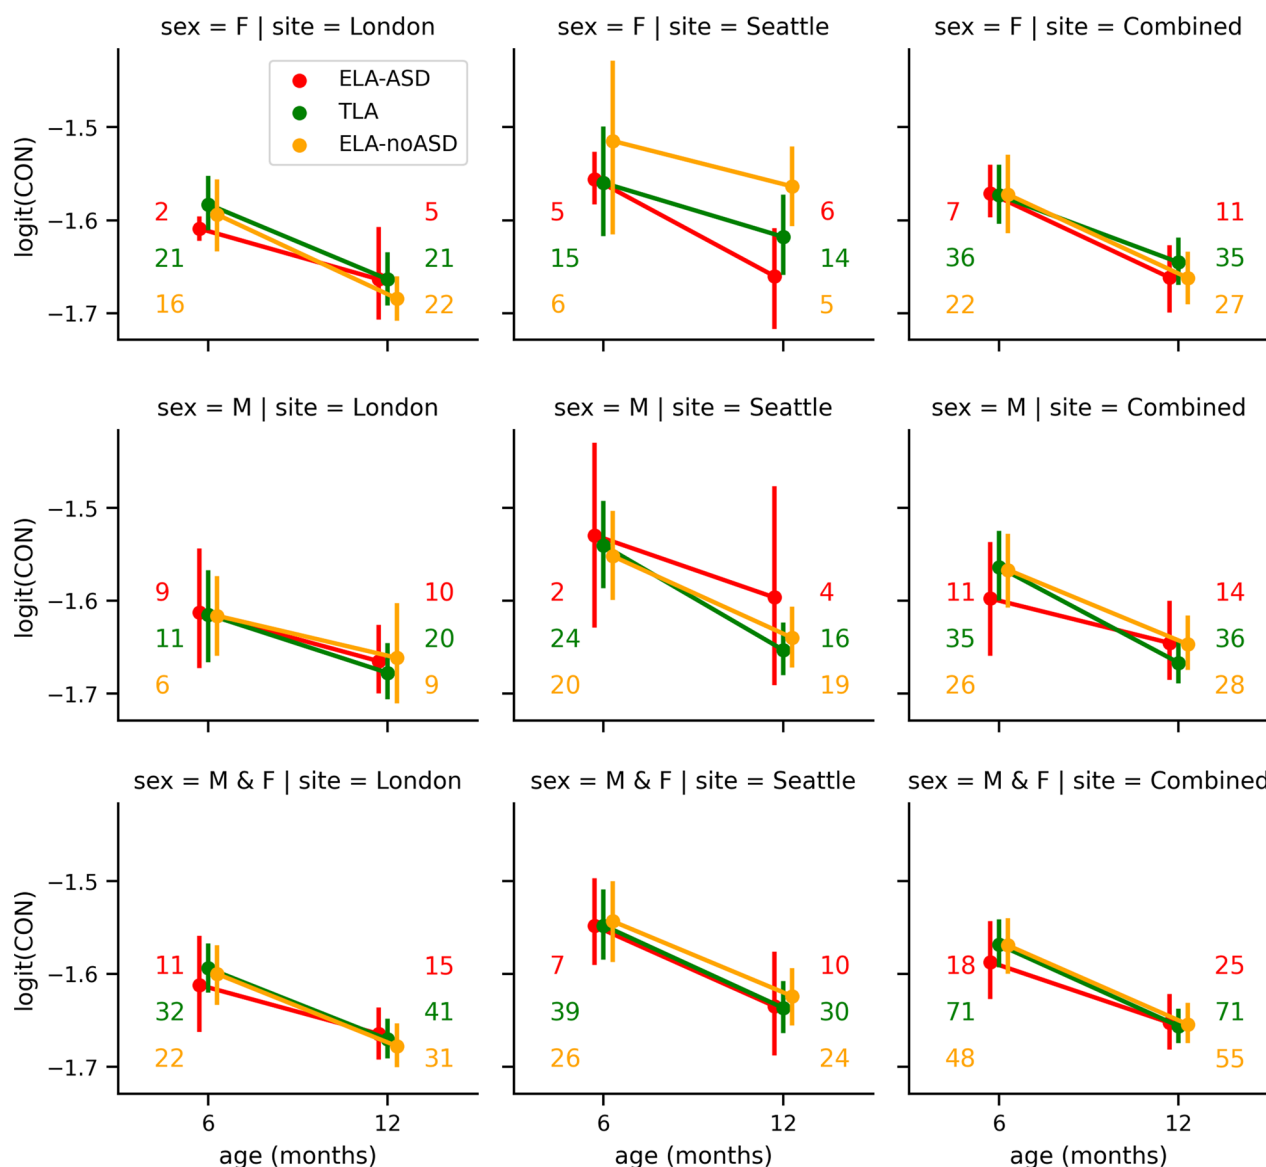 sex = F | site = London
sex = F | site = Seattle
sex = F | site = Combined
ELA-ASD
TLA
ELA-noASD
logit(CON)
−1.5
−1.6
−1.7
2 5
21 21
16 22
5 6
15 14
6 5
7 11
36 35
22 27
sex = M | site = London
sex = M | site = Seattle
sex = M | site = Combined
logit(CON)
−1.5
−1.6
−1.7
9 10
11 20
6 9
2 4
24 16
20 19
11 14
35 36
26 28
sex = M & F | site = London
sex = M & F | site = Seattle
sex = M & F | site = Combined
logit(CON)
−1.5
−1.6
−1.7
11 15
32 41
22 31
7 10
39 30
26 24
18 25
71 71
48 55
6 12
6 12
6 12
age (months)
age (months)
age (months)